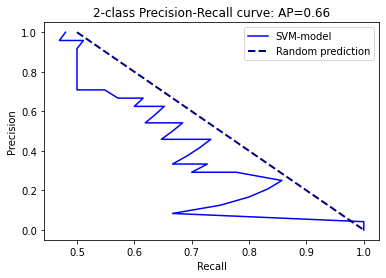 2-class Precision-Recall curve: AP=0.66
SVM-model
Random prediction
Precision
1.0
0.8
0.6
0.4
0.2
0.0
0.5
0.6
0.7
0.8
0.9
1.0
Recall